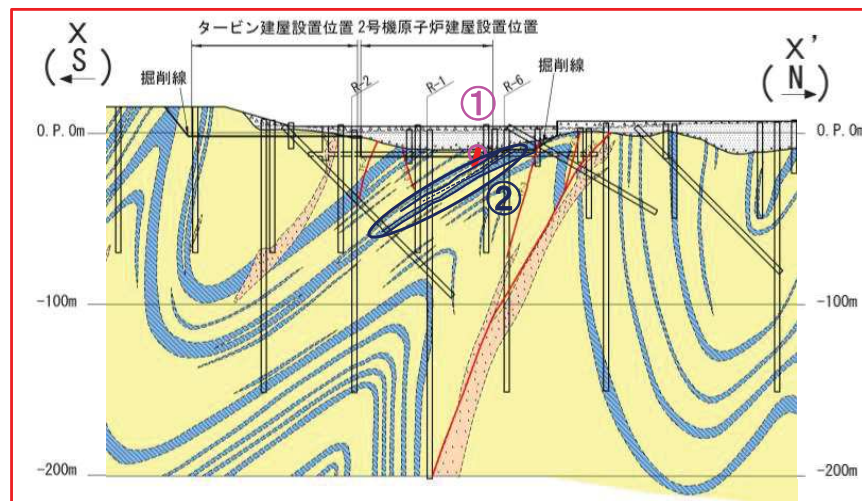 X
(S)
タービン建屋設置位置 2号機原子炉建屋設置位置
X'
(N)
掘削線
R-2
R-1
①
R-6
掘削線
O.P.0m
0.P.0m
②
-100m
-100m
-200m
-200m